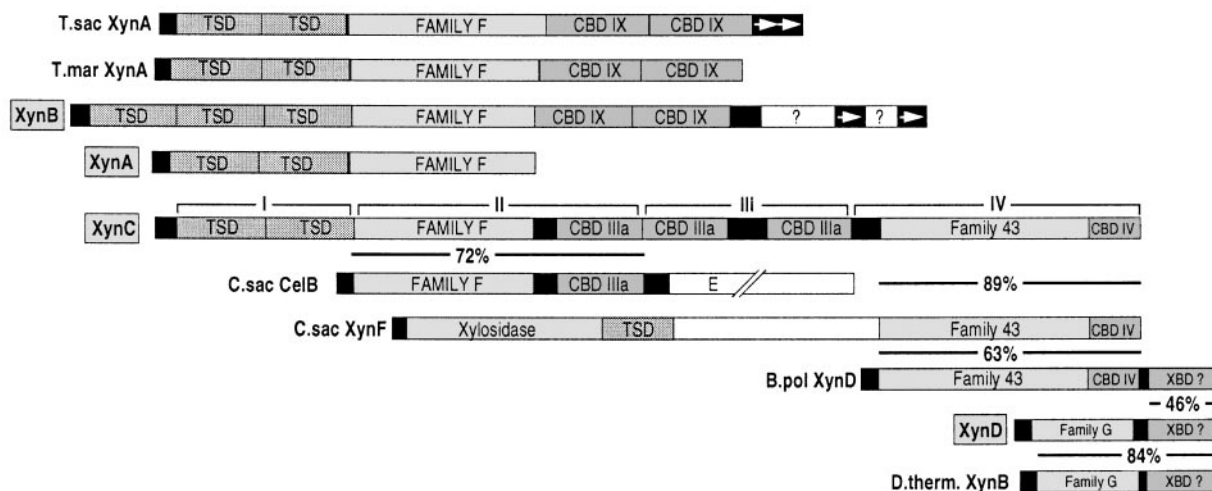 T.sac XynA TSD TSD FAMILY F CBD IX CBD IX
T.mar XynA TSD TSD FAMILY F CBD IX CBD IX
XynB TSD TSD TSD FAMILY F CBD IX CBD IX ? ?
XynA TSD TSD FAMILY F
I II III IV
XynC TSD TSD FAMILY F CBD IIIa CBD IIIa CBD IIIa Family 43 CBD IV
72%
C.sac CelB FAMILY F CBD IIIa E 89%
C.sac XynF Xylosidase TSD Family 43 CBD IV
63%
B.pol XynD Family 43 CBD IV XBD ?
46%
XynD Family G XBD ?
84%
D.therm. XynB Family G XBD ?